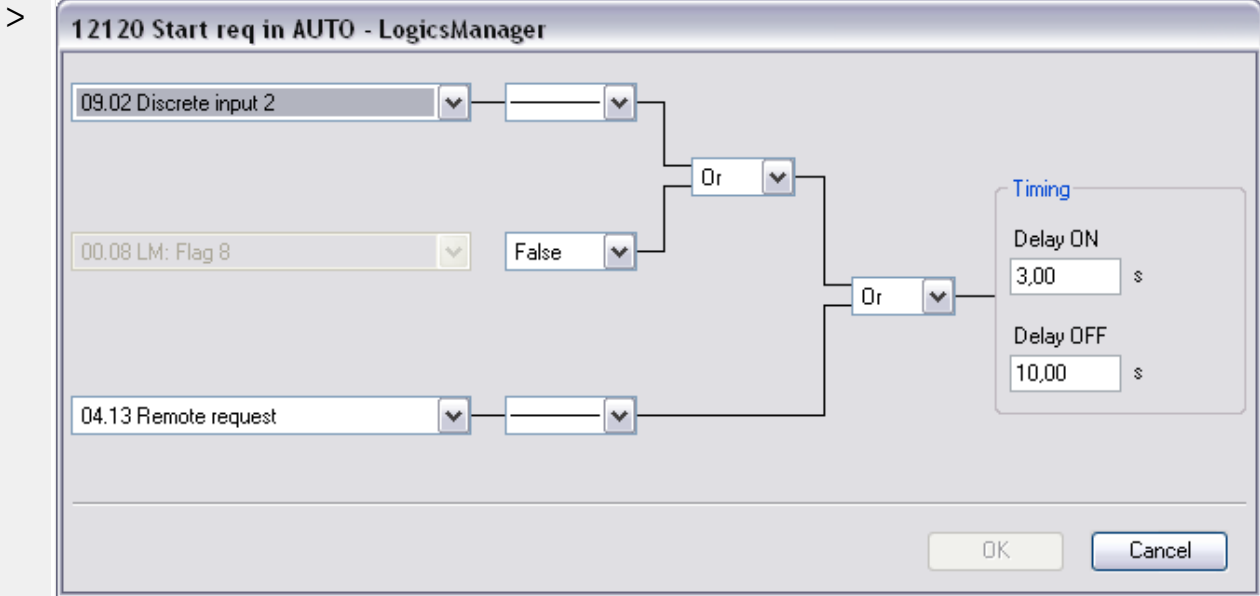 >
12120 Start req in AUTO - LogicsManager
09.02 Discrete input 2
Or
Timing
Delay ON
00.08 LM: Flag 8
False
3,00 s
Or
Delay OFF
10,00 s
04.13 Remote request
OK
Cancel